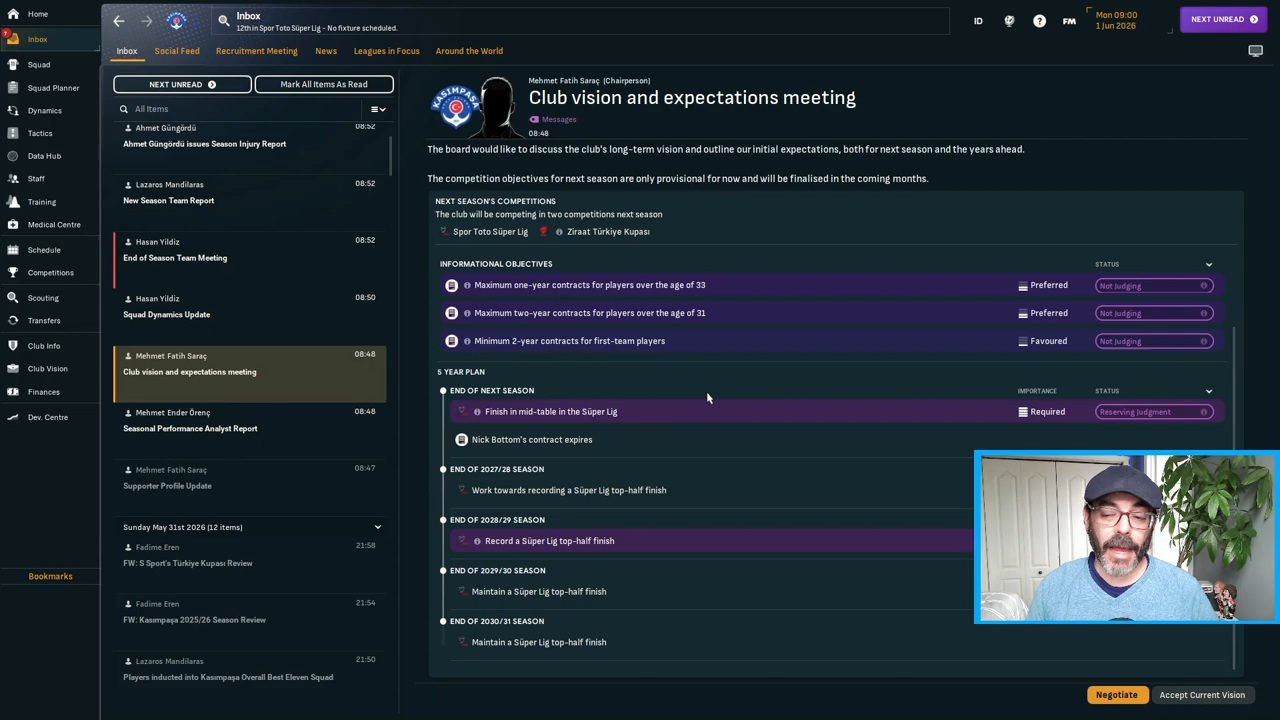 Home
Inbox
Squad
Squad Planner
Dynamics
Tactics
Data Hub
Staff
Training
Medical Centre
Schedule
Competitions
Scouting
Transfers
Club Info
Club Vision
Finances
Dev. Centre
Bookmarks
Inbox
12th in Spor Toto Süper Lig - No fixture scheduled.
ID
FM
Mon 09:00
1 Jun 2026
NEXT UNREAD
Inbox
Social Feed
Recruitment Meeting
News
Leagues in Focus
Around the World
NEXT UNREAD
Mark All Items As Read
All Items
Ahmet Güngördü 08:52
Ahmet Güngördü issues Season Injury Report
Lazaros Mandilaras 08:52
New Season Team Report
Hasan Yildiz 08:52
End of Season Team Meeting
Hasan Yildiz 08:50
Squad Dynamics Update
Mehmet Fatih Saraç 08:48
Club vision and expectations meeting
Mehmet Ender Örenç 08:48
Seasonal Performance Analyst Report
Mehmet Fatih Saraç 08:47
Supporter Profile Update
Sunday May 31st 2026 (12 items)
Fadime Eren 21:58
FW: S Sport's Türkiye Kupası Review
Fadime Eren 21:54
FW: Kasımpaşa 2025/26 Season Review
Lazaros Mandilaras 21:50
Players inducted into Kasımpaşa Overall Best Eleven Squad
KASIMPAŞA
Mehmet Fatih Saraç (Chairperson)
Club vision and expectations meeting
Messages
08:48
The board would like to discuss the club's long-term vision and outline our initial expectations, both for next season and the years ahead.
The competition objectives for next season are only provisional for now and will be finalised in the coming months.
NEXT SEASON'S COMPETITIONS
The club will be competing in two competitions next season
Spor Toto Süper Lig Ziraat Türkiye Kupası
INFORMATIONAL OBJECTIVES STATUS
Maximum one-year contracts for players over the age of 33 Preferred Not Judging
Maximum two-year contracts for players over the age of 31 Preferred Not Judging
Minimum 2-year contracts for first-team players Favoured Not Judging
5 YEAR PLAN
END OF NEXT SEASON IMPORTANCE STATUS
Finish in mid-table in the Süper Lig Required Reserving Judgment
Nick Bottom's contract expires
END OF 2027/28 SEASON
Work towards recording a Süper Lig top-half finish
END OF 2028/29 SEASON
Record a Süper Lig top-half finish
END OF 2029/30 SEASON
Maintain a Süper Lig top-half finish
END OF 2030/31 SEASON
Maintain a Süper Lig top-half finish
Negotiate
Accept Current Vision